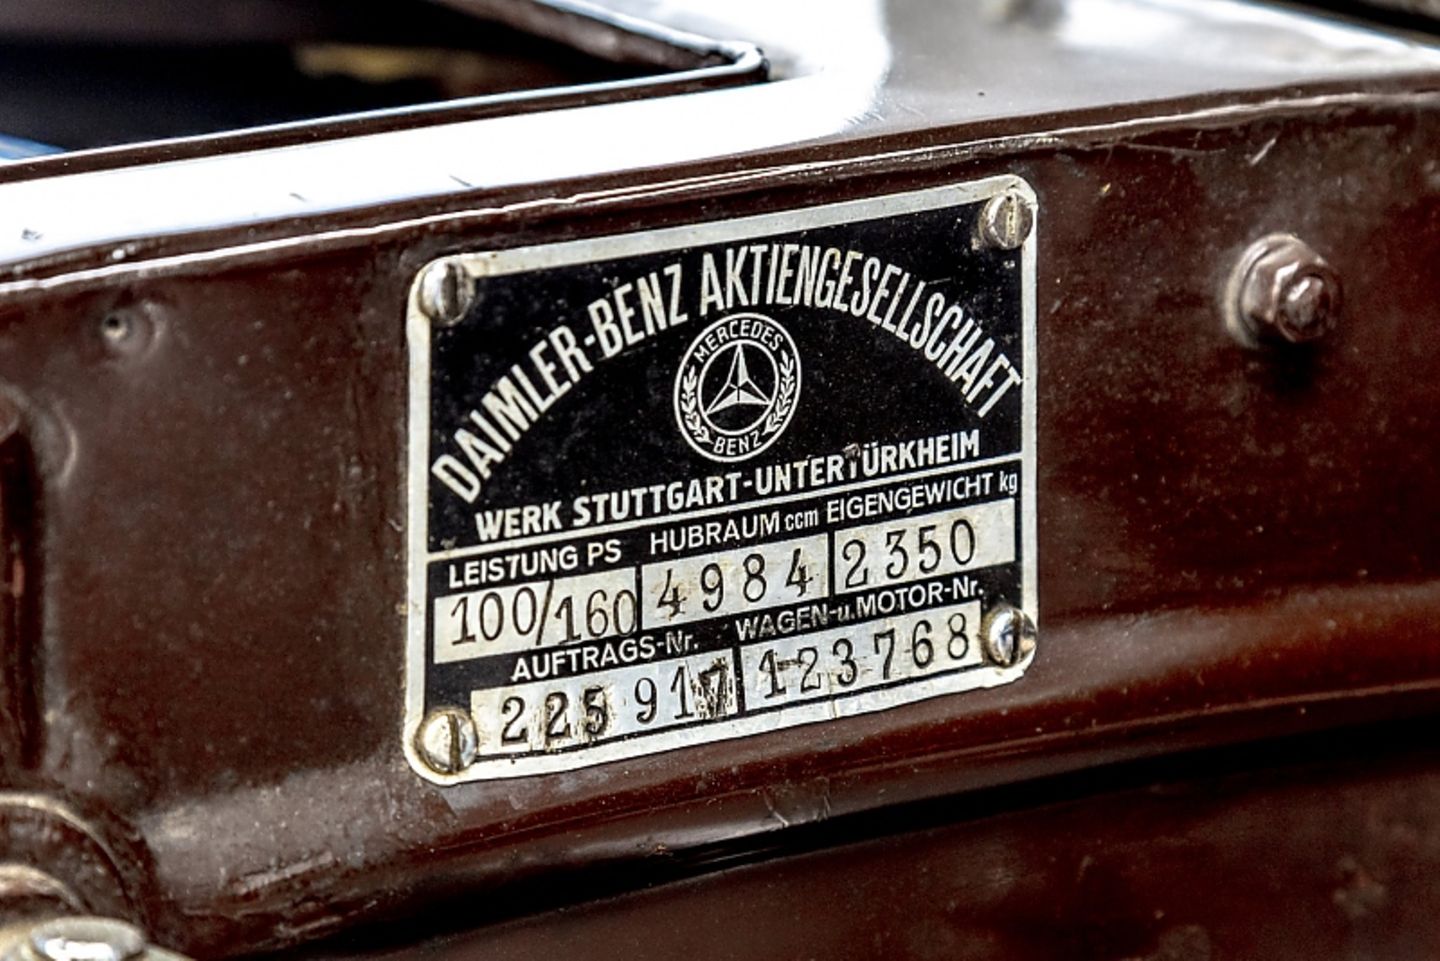 DAIMLER-BENZ AKTIENGESELLSCHAFT
MERCEDES
BENZ
WERK STUTTGART-UNTERTÜRKHEIM
LEISTUNG PS HUBRAUM ccm EIGENGEWICHT kg
100/160 4984 2350
AUFTRAGS-Nr. WAGEN-u.MOTOR-Nr.
225917 123768